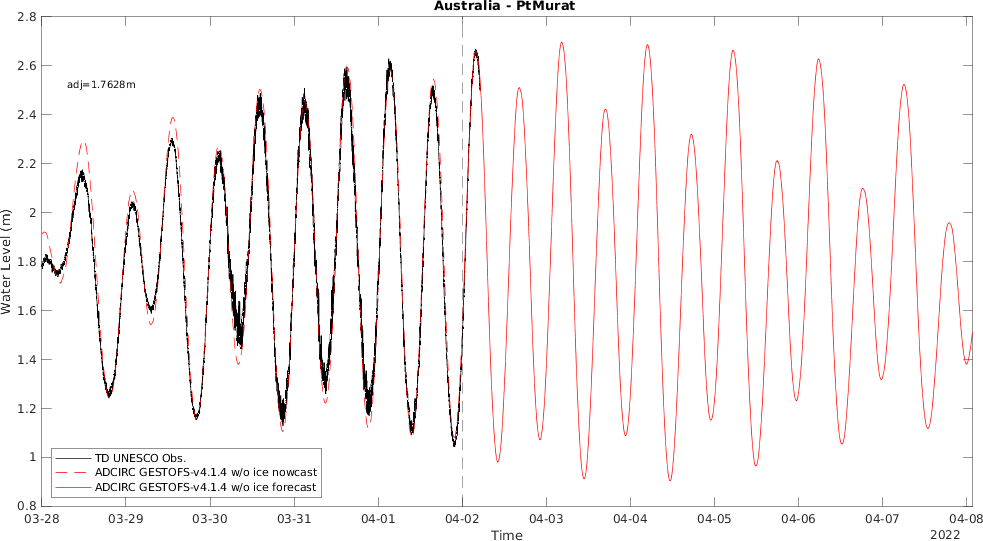 Australia - PtMurat
2.8
2.6
adj=1.7628m
2.4
2.2
2
1.8
1.6
1.4
1.2
1
0.8
Water Level (m)
TD UNESCO Obs.
ADCIRC GESTOFS-v4.1.4 w/o ice nowcast
ADCIRC GESTOFS-v4.1.4 w/o ice forecast
03-28 03-29 03-30 03-31 04-01 04-02 04-03 04-04 04-05 04-06 04-07 04-08
Time
2022